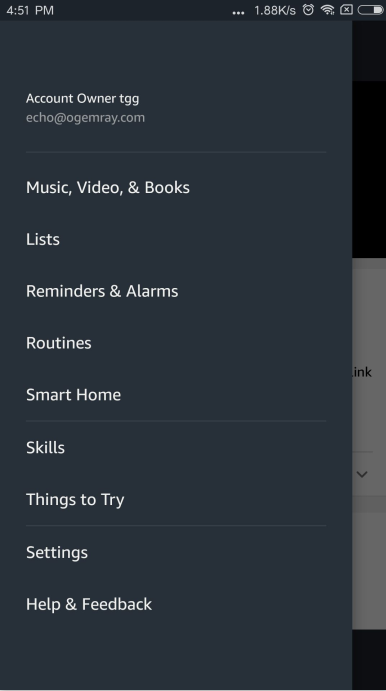 4:51 PM ... 1.88K/s
Account Owner tgg
echo@ogemray.com
Music, Video, & Books
Lists
Reminders & Alarms
Routines
ink
Smart Home
Skills
Things to Try
Settings
Help & Feedback